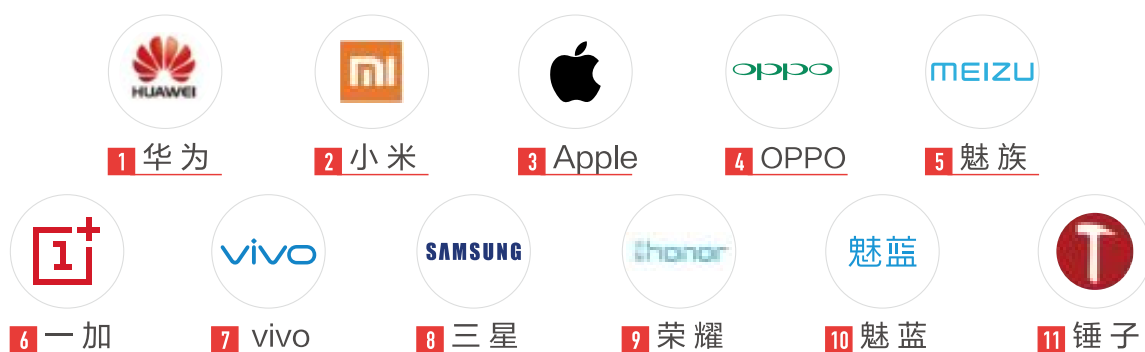 HUAWEI
mi
oppo
MEIZU
1 华为
2 小米
3 Apple
4 OPPO
5 魅族
1+
vivo
SAMSUNG
honor
魅蓝
T
6 一加
7 vivo
8 三星
9 荣耀
10 魅蓝
11 锤子